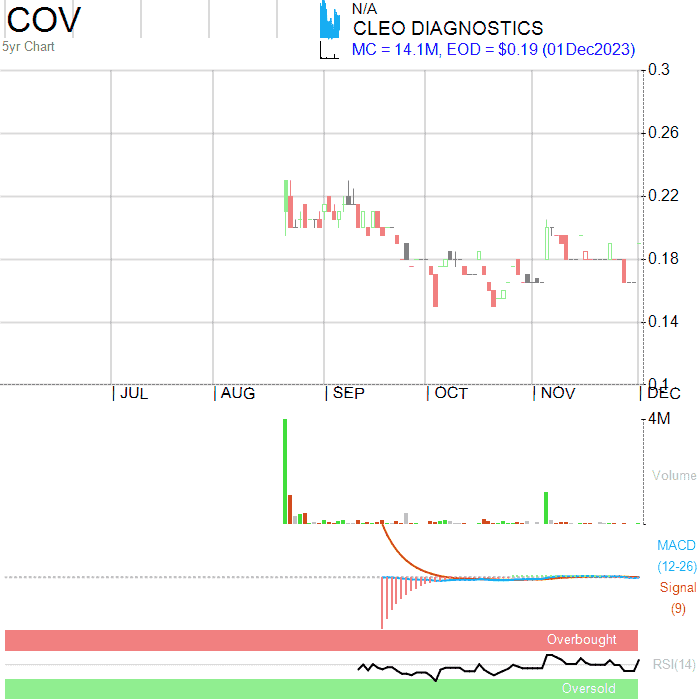 COV
N/A
CLEO DIAGNOSTICS
5yr Chart
MC = 14.1M, EOD = $0.19 (01Dec2023)
0.3
0.26
0.22
0.18
0.14
0.1
JUL
AUG
SEP
OCT
NOV
DEC
4M
Volume
MACD
(12-26)
Signal
(9)
Overbought
RSI(14)
Oversold